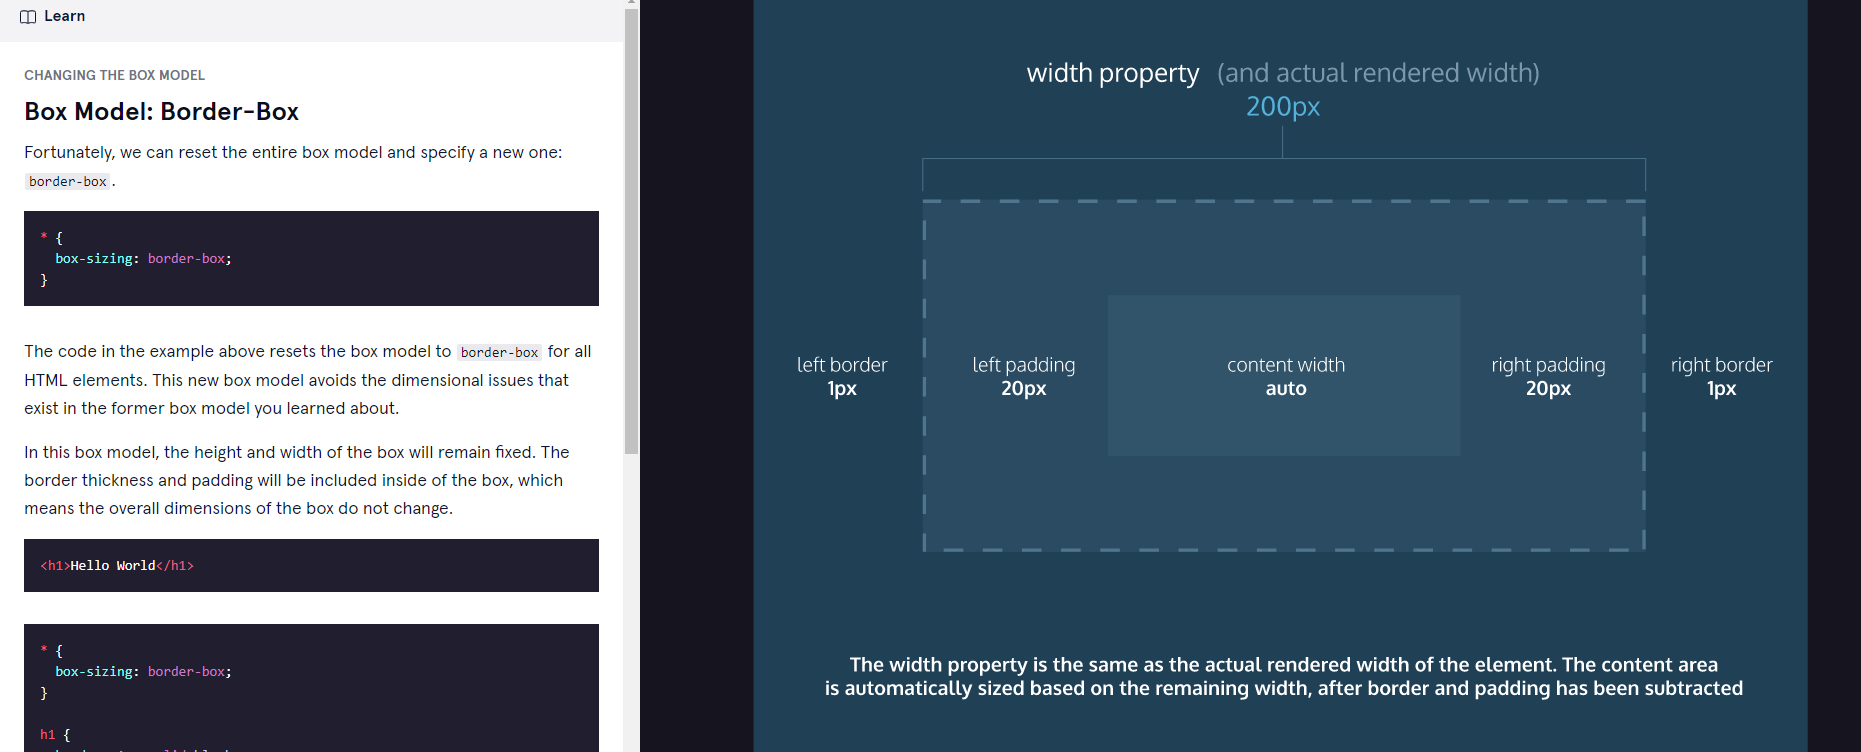 Learn
CHANGING THE BOX MODEL
Box Model: Border-Box
Fortunately, we can reset the entire box model and specify a new one:
border-box.
* {
box-sizing: border-box;
}
The code in the example above resets the box model to border-box for all
HTML elements. This new box model avoids the dimensional issues that
exist in the former box model you learned about.
In this box model, the height and width of the box will remain fixed. The
border thickness and padding will be included inside of the box, which
means the overall dimensions of the box do not change.
<h1>Hello World</h1>
* {
box-sizing: border-box;
}
h1 {
width property (and actual rendered width)
200px
left border
1px
left padding
20px
content width
auto
right padding
20px
right border
1px
The width property is the same as the actual rendered width of the element. The content area
is automatically sized based on the remaining width, after border and padding has been subtracted